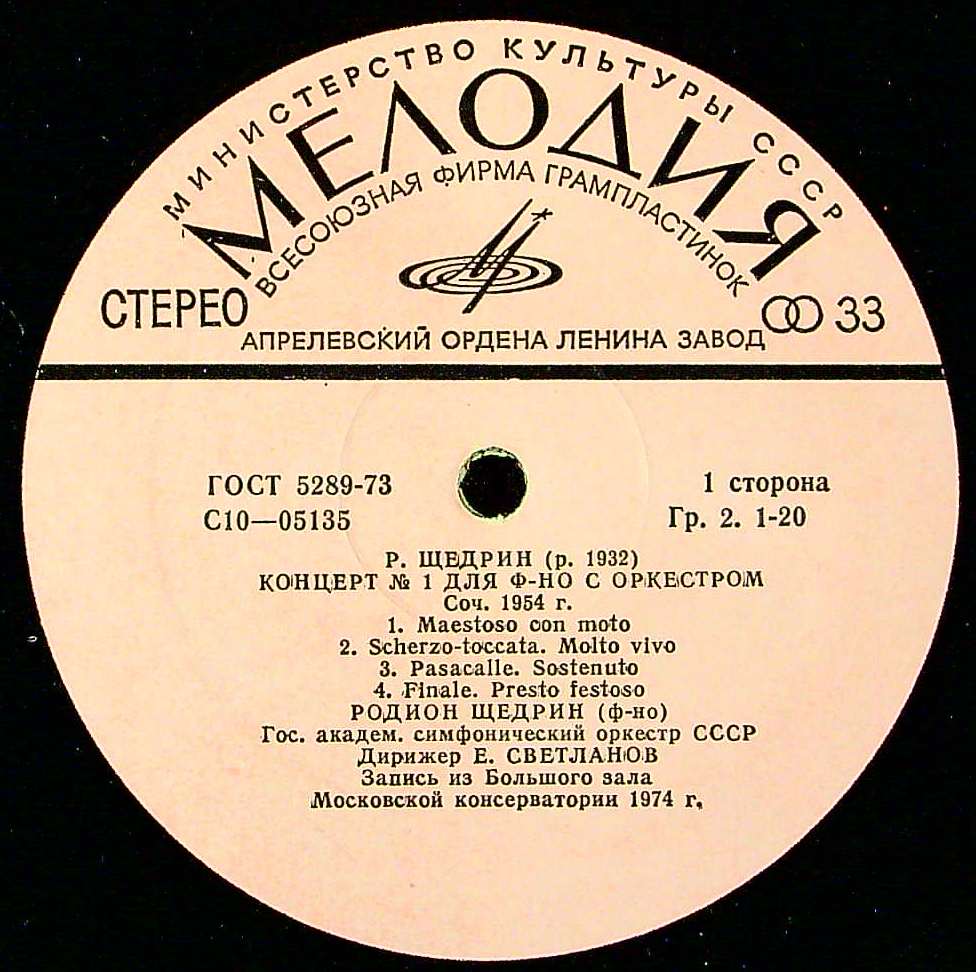 МИНИСТЕРСТВО КУЛЬТУРЫ СССР
МЕЛОДИЯ
ВСЕСОЮЗНАЯ ФИРМА ГРАМПЛАСТИНОК
СТЕРЕО
33
АПРЕЛЕВСКИЙ ОРДЕНА ЛЕНИНА ЗАВОД
ГОСТ 5289-73
1 сторона
С10—05135
Гр. 2. 1-20
Р. ЩЕДРИН (р. 1932)
КОНЦЕРТ № 1 ДЛЯ Ф-НО С ОРКЕСТРОМ
Соч. 1954 г.
1. Maestoso con moto
2. Scherzo-toccata. Molto vivo
3. Pasacalle. Sostenuto
4. Finale. Presto festoso
РОДИОН ЩЕДРИН (ф-но)
Гос. академ. симфонический оркестр СССР
Дирижер Е. СВЕТЛАНОВ
Запись из Большого зала
Московской консерватории 1974 г.